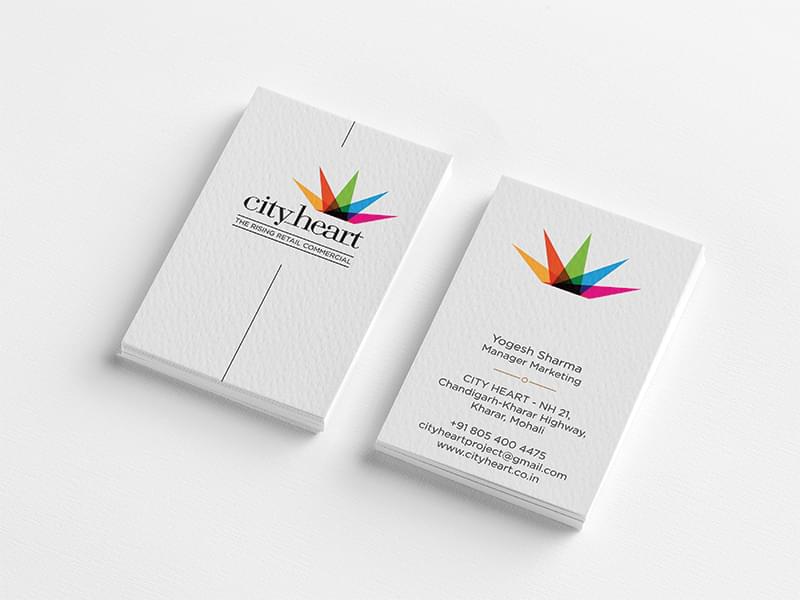 city heart
THE RISING RETAIL COMMERCIAL
Yogesh Sharma
Manager Marketing
CITY HEART - NH 21,
Chandigarh-Kharar Highway,
Kharar, Mohali
+91 805 400 4475
cityheartproject@gmail.com
www.cityheart.co.in